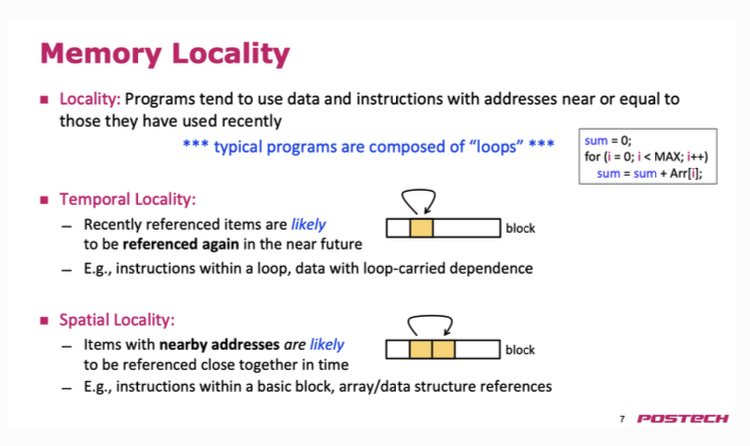 Memory Locality
■ Locality: Programs tend to use data and instructions with addresses near or equal to
those they have used recently
*** typical programs are composed of “loops” ***
sum = 0;
for (i = 0; i < MAX; i++)
sum = sum + Arr[i];
■ Temporal Locality:
– Recently referenced items are likely
to be referenced again in the near future
block
– E.g., instructions within a loop, data with loop-carried dependence
■ Spatial Locality:
– Items with nearby addresses are likely
to be referenced close together in time
block
– E.g., instructions within a basic block, array/data structure references
7 POSTECH